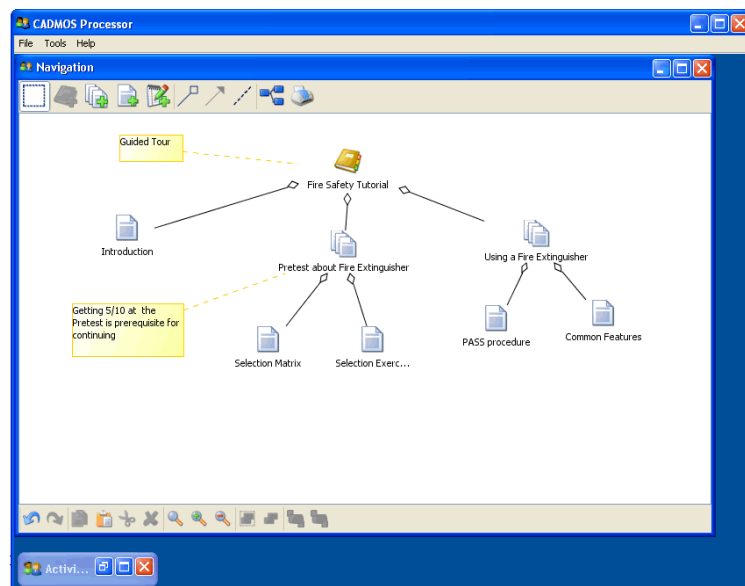 CADMOS Processor
File Tools Help
Navigation
Guided Tour
Fire Safety Tutorial
Introduction
Pretest about Fire Extinguisher
Using a Fire Extinguisher
Getting 5/10 at the
Pretest is prerequisite for
continuing
Selection Matrix
Selection Exerc...
PASS procedure
Common Features
Activi...